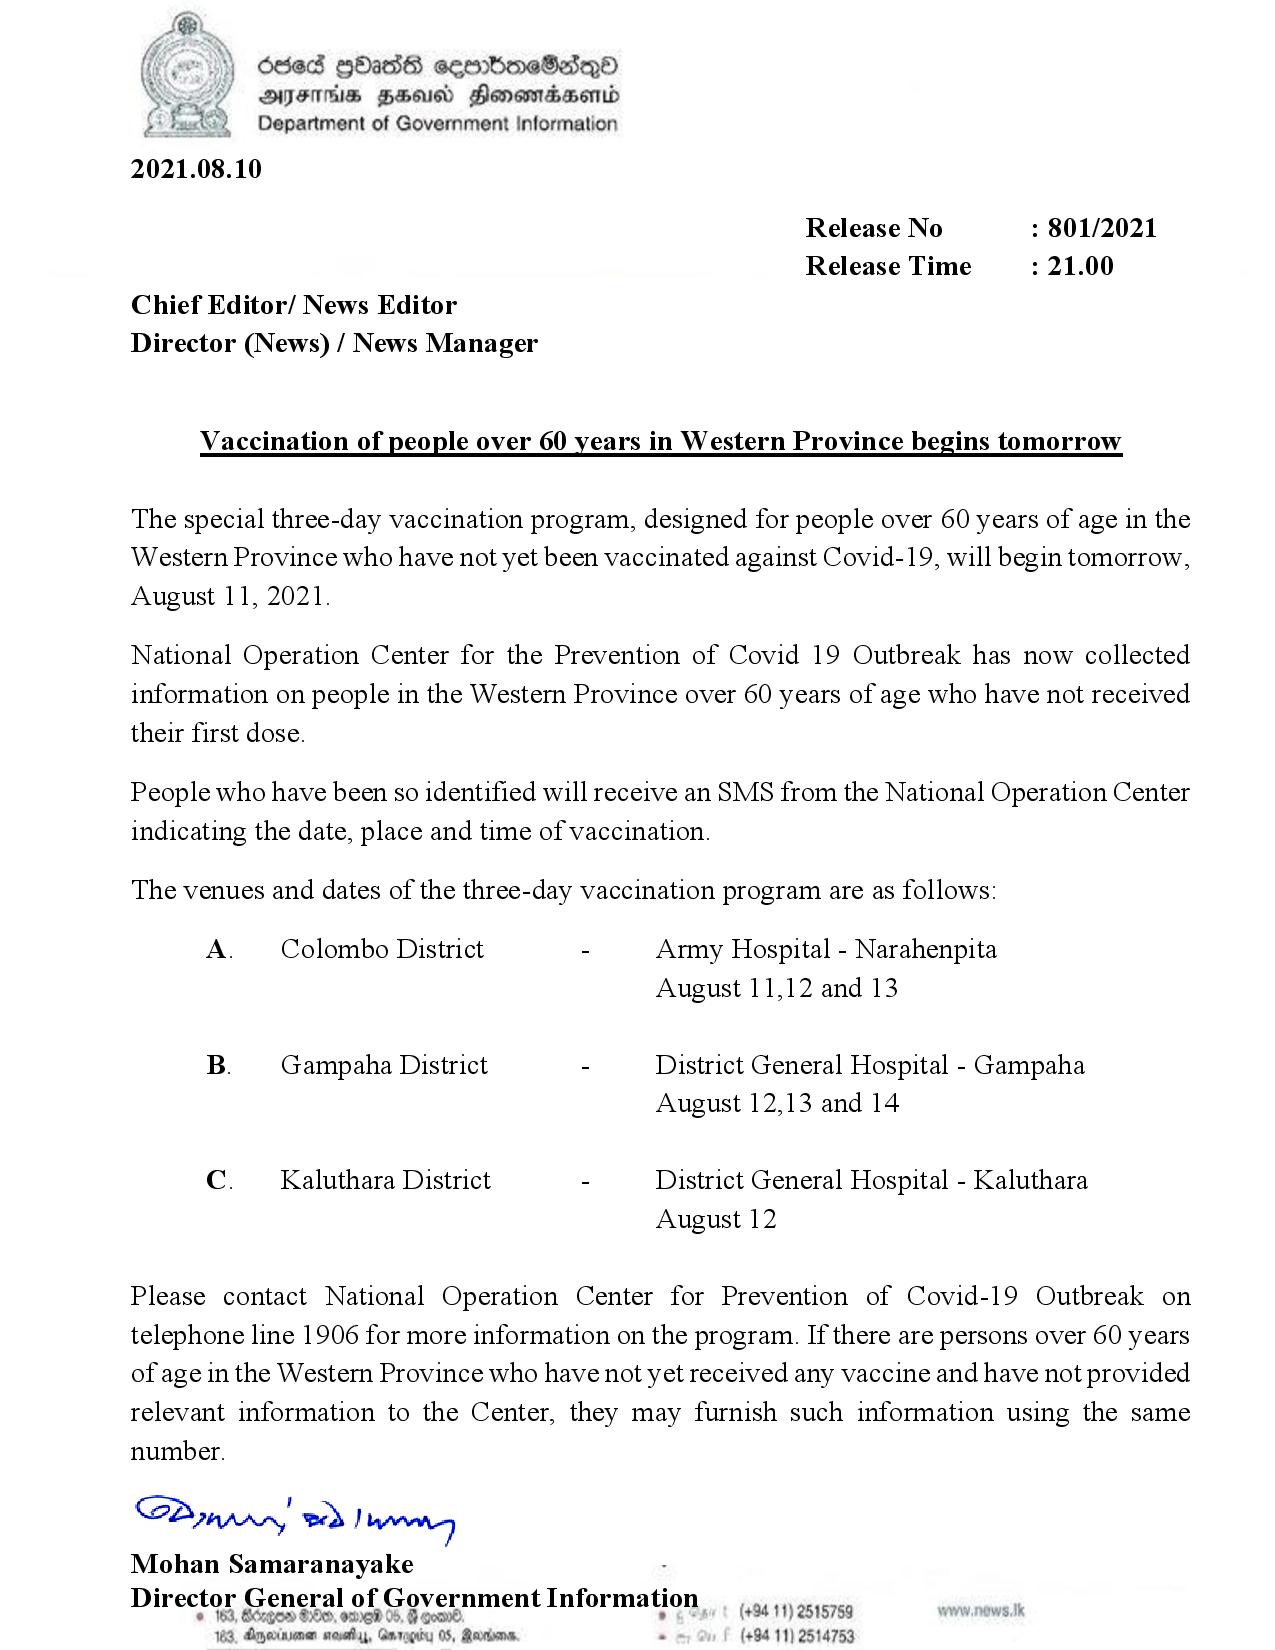 රජයේ ප්‍රවෘත්ති දෙපාර්තමේන්තුව
அரசாங்க தகவல் திணைக்களம்
Department of Government Information
2021.08.10
Release No : 801/2021
Release Time : 21.00
Chief Editor/ News Editor
Director (News) / News Manager
Vaccination of people over 60 years in Western Province begins tomorrow
The special three-day vaccination program, designed for people over 60 years of age in the
Western Province who have not yet been vaccinated against Covid-19, will begin tomorrow,
August 11, 2021.
National Operation Center for the Prevention of Covid 19 Outbreak has now collected
information on people in the Western Province over 60 years of age who have not received
their first dose.
People who have been so identified will receive an SMS from the National Operation Center
indicating the date, place and time of vaccination.
The venues and dates of the three-day vaccination program are as follows:
A. Colombo District - Army Hospital - Narahenpita
August 11,12 and 13
B. Gampaha District - District General Hospital - Gampaha
August 12,13 and 14
C. Kaluthara District - District General Hospital - Kaluthara
August 12
Please contact National Operation Center for Prevention of Covid-19 Outbreak on
telephone line 1906 for more information on the program. If there are persons over 60 years
of age in the Western Province who have not yet received any vaccine and have not provided
relevant information to the Center, they may furnish such information using the same
number.
Mohan Samaranayake
Director General of Government Information
163, කිරුලපන මාවත, කොළඹ 05, ශ්‍රී ලංකාව. (+94 11) 2515759 www.news.lk
163, கிருலப்பனை மாவத்த, கொழும்பு 05, இலங்கை. (+94 11) 2514753